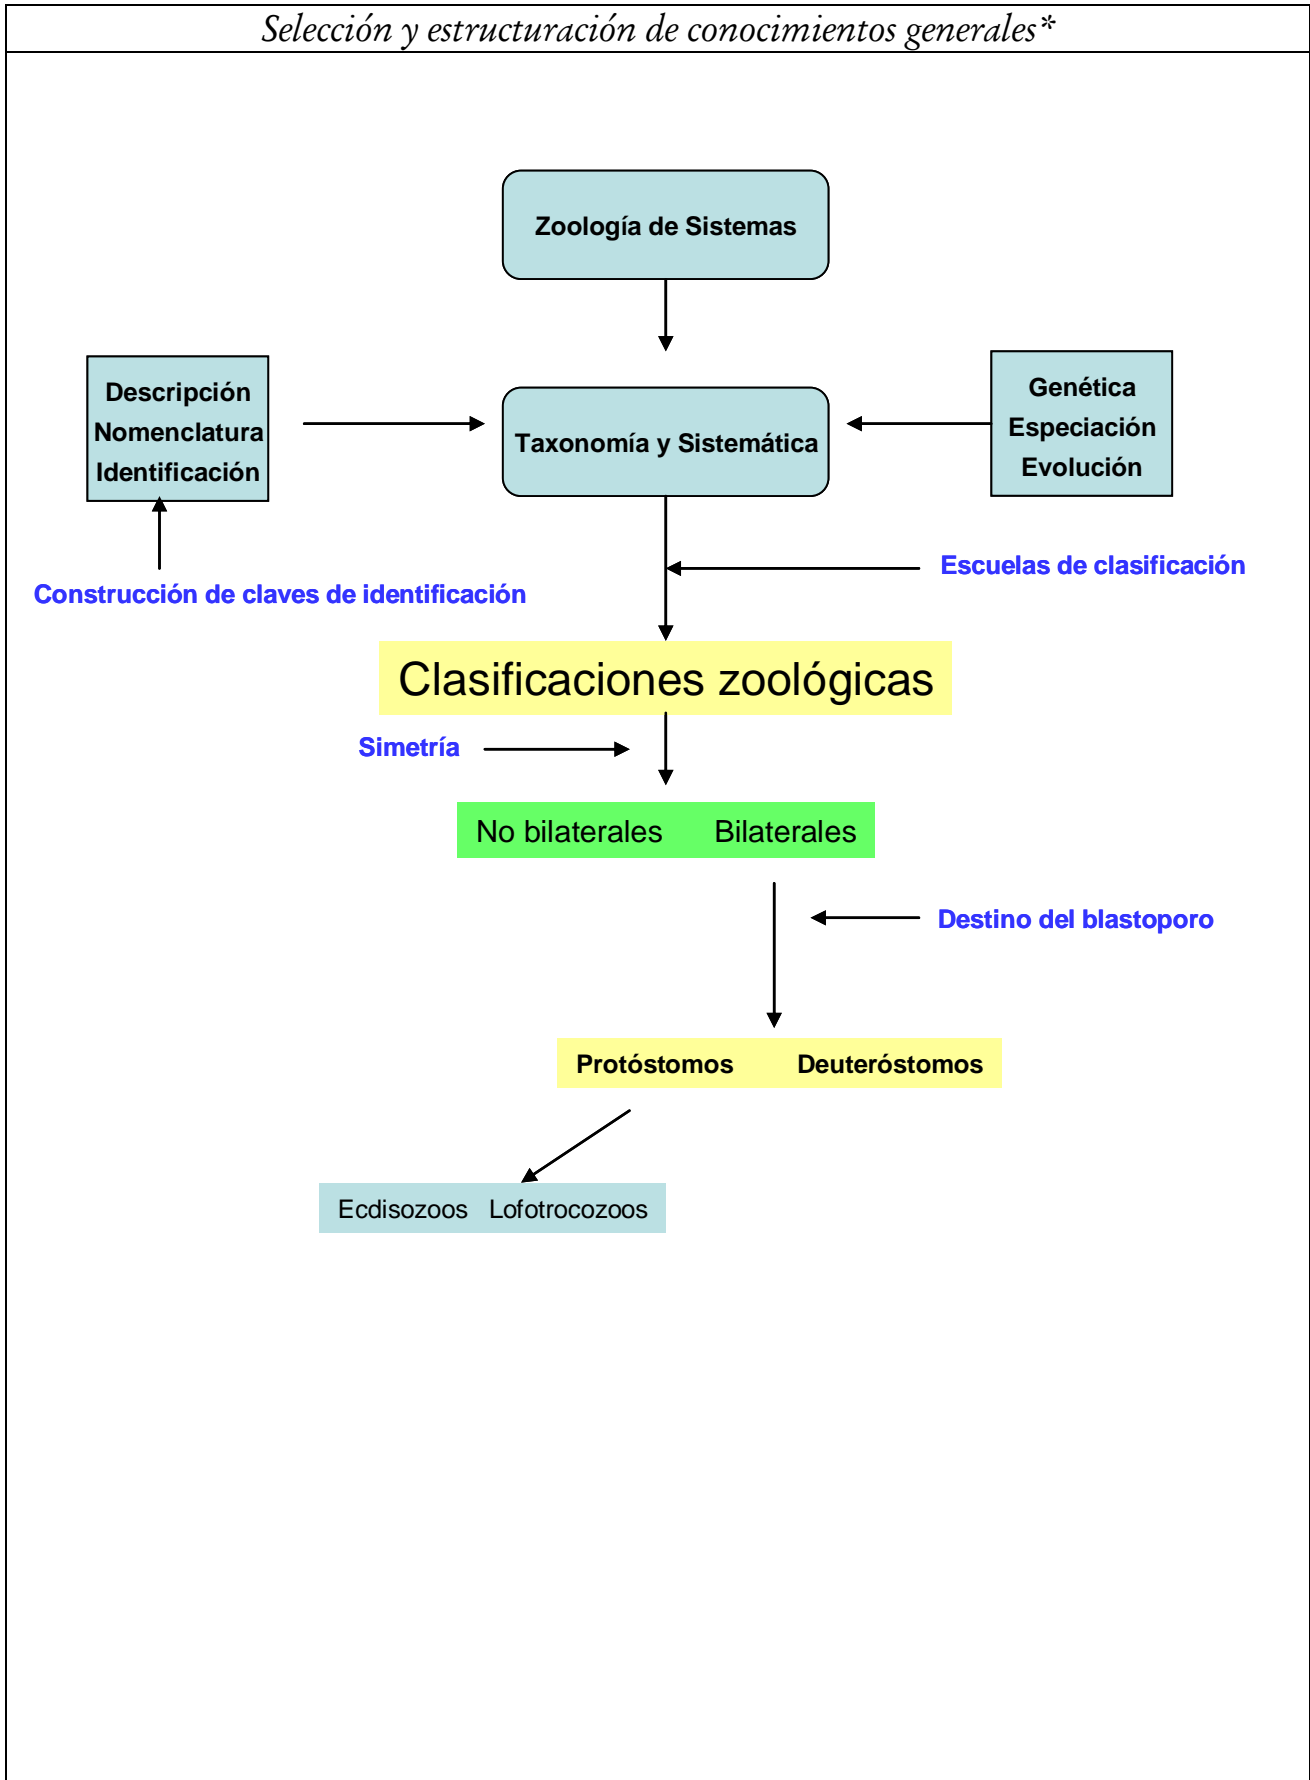 Selección y estructuración de conocimientos generales*
Zoología de Sistemas
Descripción
Nomenclatura
Identificación
Taxonomía y Sistemática
Genética
Especiación
Evolución
Construcción de claves de identificación
Escuelas de clasificación
Clasificaciones zoológicas
Simetría
No bilaterales Bilaterales
Destino del blastoporo
Protóstomos Deuteróstomos
Ecdisozoos Lofotrocozoos